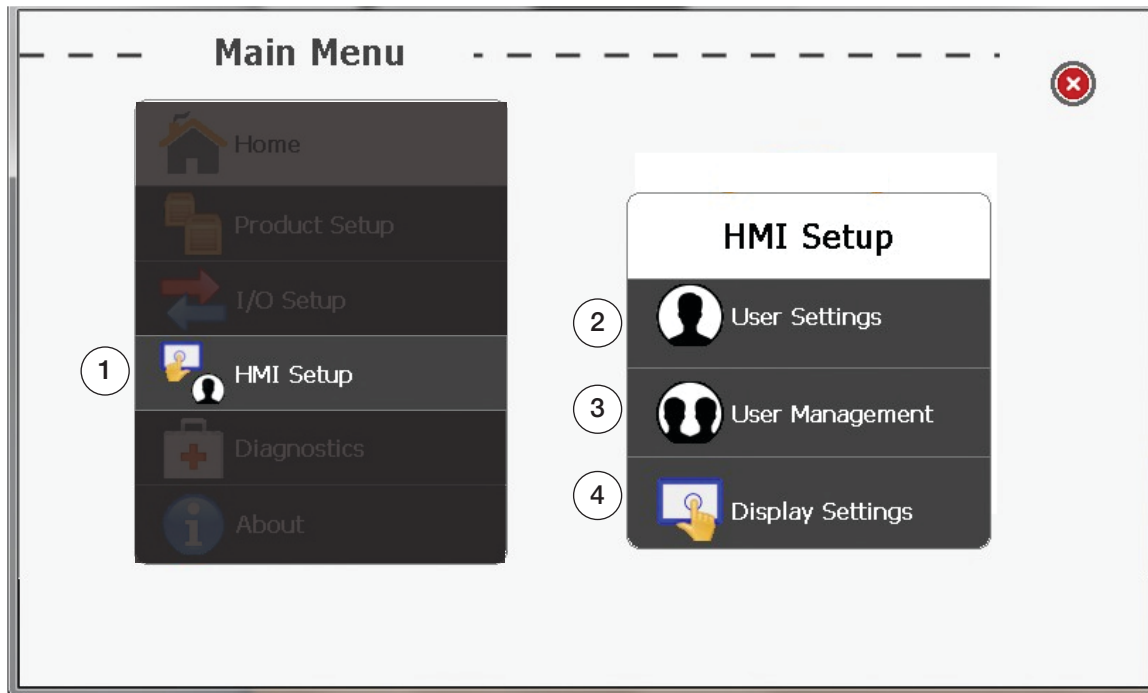 Main Menu
Home
Product Setup
I/O Setup
1
HMI Setup
Diagnostics
About
HMI Setup
2
User Settings
3
User Management
4
Display Settings